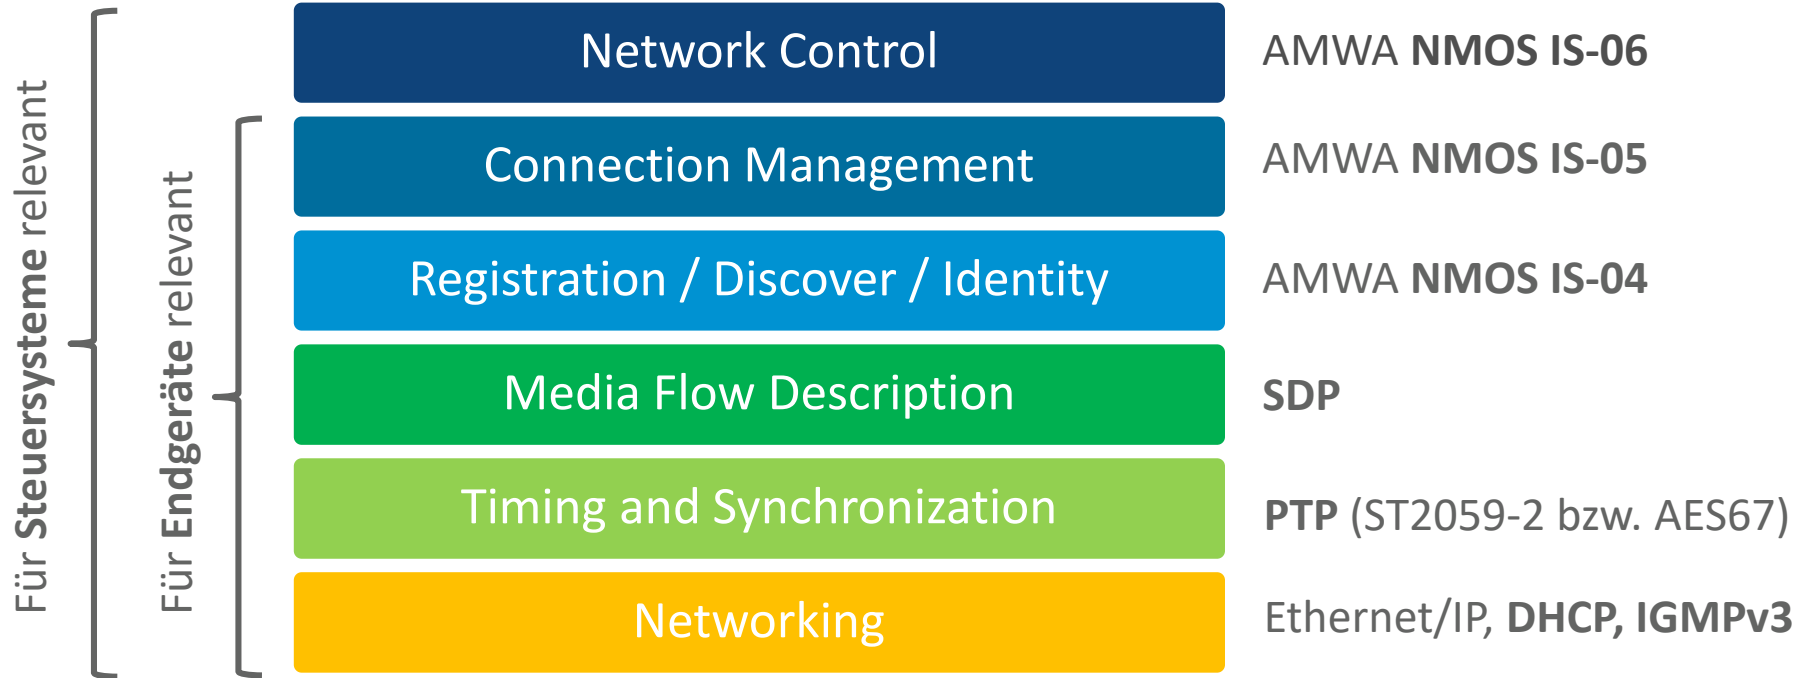 Für Steuersysteme relevant
Für Endgeräte relevant
Network Control
AMWA NMOS IS-06
Connection Management
AMWA NMOS IS-05
Registration / Discover / Identity
AMWA NMOS IS-04
Media Flow Description
SDP
Timing and Synchronization
PTP (ST2059-2 bzw. AES67)
Networking
Ethernet/IP, DHCP, IGMPv3